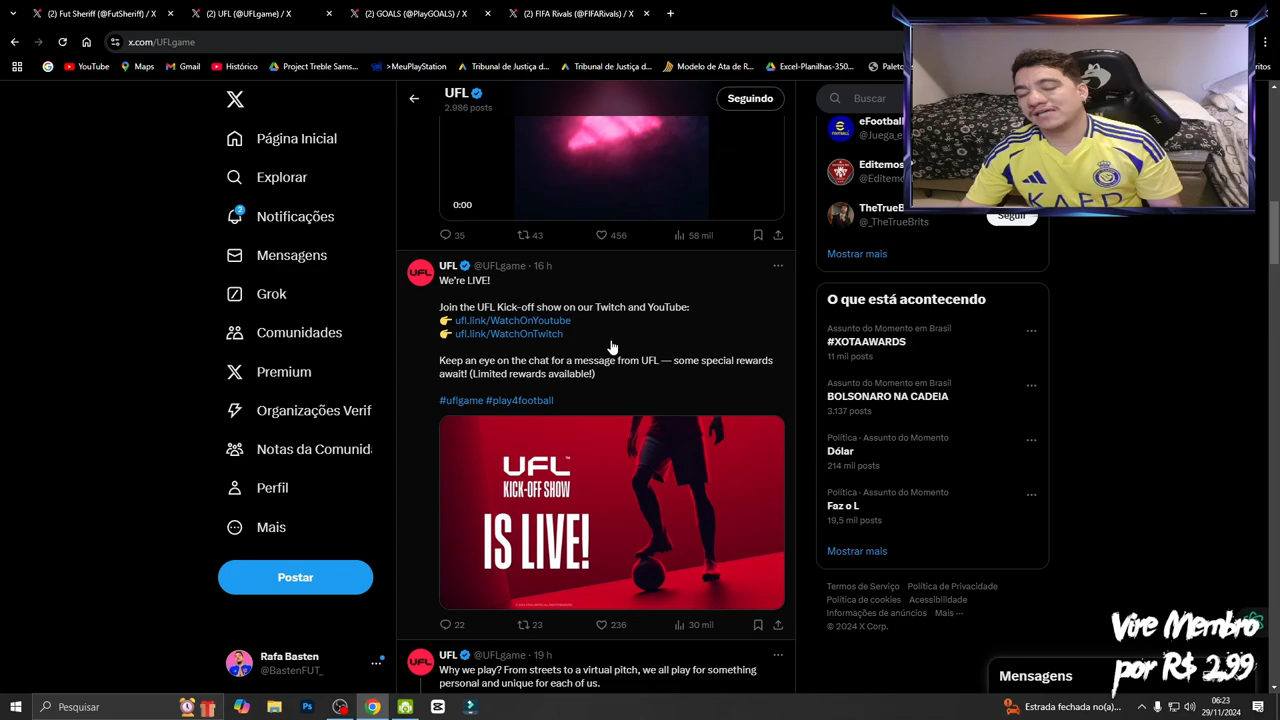 (2) Fut Sheriff (@FutSheriff) / X
(2) UFL (@UFLgame) / X
(2) GOALS (@PlayGOALS) / X
(2) FIFA Rivals (@FIFARivals) / X
x.com/UFLgame
YouTube
Maps
Gmail
Histórico
Project Treble Sams...
>MeuPlayStation
Tribunal de Justiça d...
Tribunal de Justiça d...
Modelo de Ata de R...
Excel-Planilhas-350...
Página Inicial
Explorar
2
Notificações
Mensagens
Grok
Comunidades
Premium
Organizações Verif
Notas da Comunid
Perfil
Mais
Postar
Rafa Basten
@BastenFUT_
UFL
2.986 posts
Seguindo
0:00
35
43
456
58 mil
UFL @UFLgame · 16 h
We're LIVE!
Join the UFL Kick-off show on our Twitch and YouTube:
👉 ufl.link/WatchOnYoutube
👉 ufl.link/WatchOnTwitch
Keep an eye on the chat for a message from UFL — some special rewards
await! (Limited rewards available!)
#uflgame #play4football
UFL™
KICK-OFF SHOW
IS LIVE!
22
23
236
30 mil
UFL @UFLgame · 19 h
Why we play? From streets to a virtual pitch, we all play for something
personal and unique for each of us.
Buscar
eFootball
@Juega_e
Editemos
@Editemo
TheTrueB
@_TheTrueBrits
Seguir
Mostrar mais
O que está acontecendo
Assunto do Momento em Brasil
#XOTAAWARDS
11 mil posts
Assunto do Momento em Brasil
BOLSONARO NA CADEIA
3.137 posts
Política · Assunto do Momento
Dólar
214 mil posts
Política · Assunto do Momento
Faz o L
19,5 mil posts
Mostrar mais
Termos de Serviço Política de Privacidade
Política de cookies Acessibilidade
Informações de anúncios Mais ···
© 2024 X Corp.
Mensagens
Vire Membro
por R$ 2,99
Pesquisar
Estrada fechada no(a)...
06:23
29/11/2024